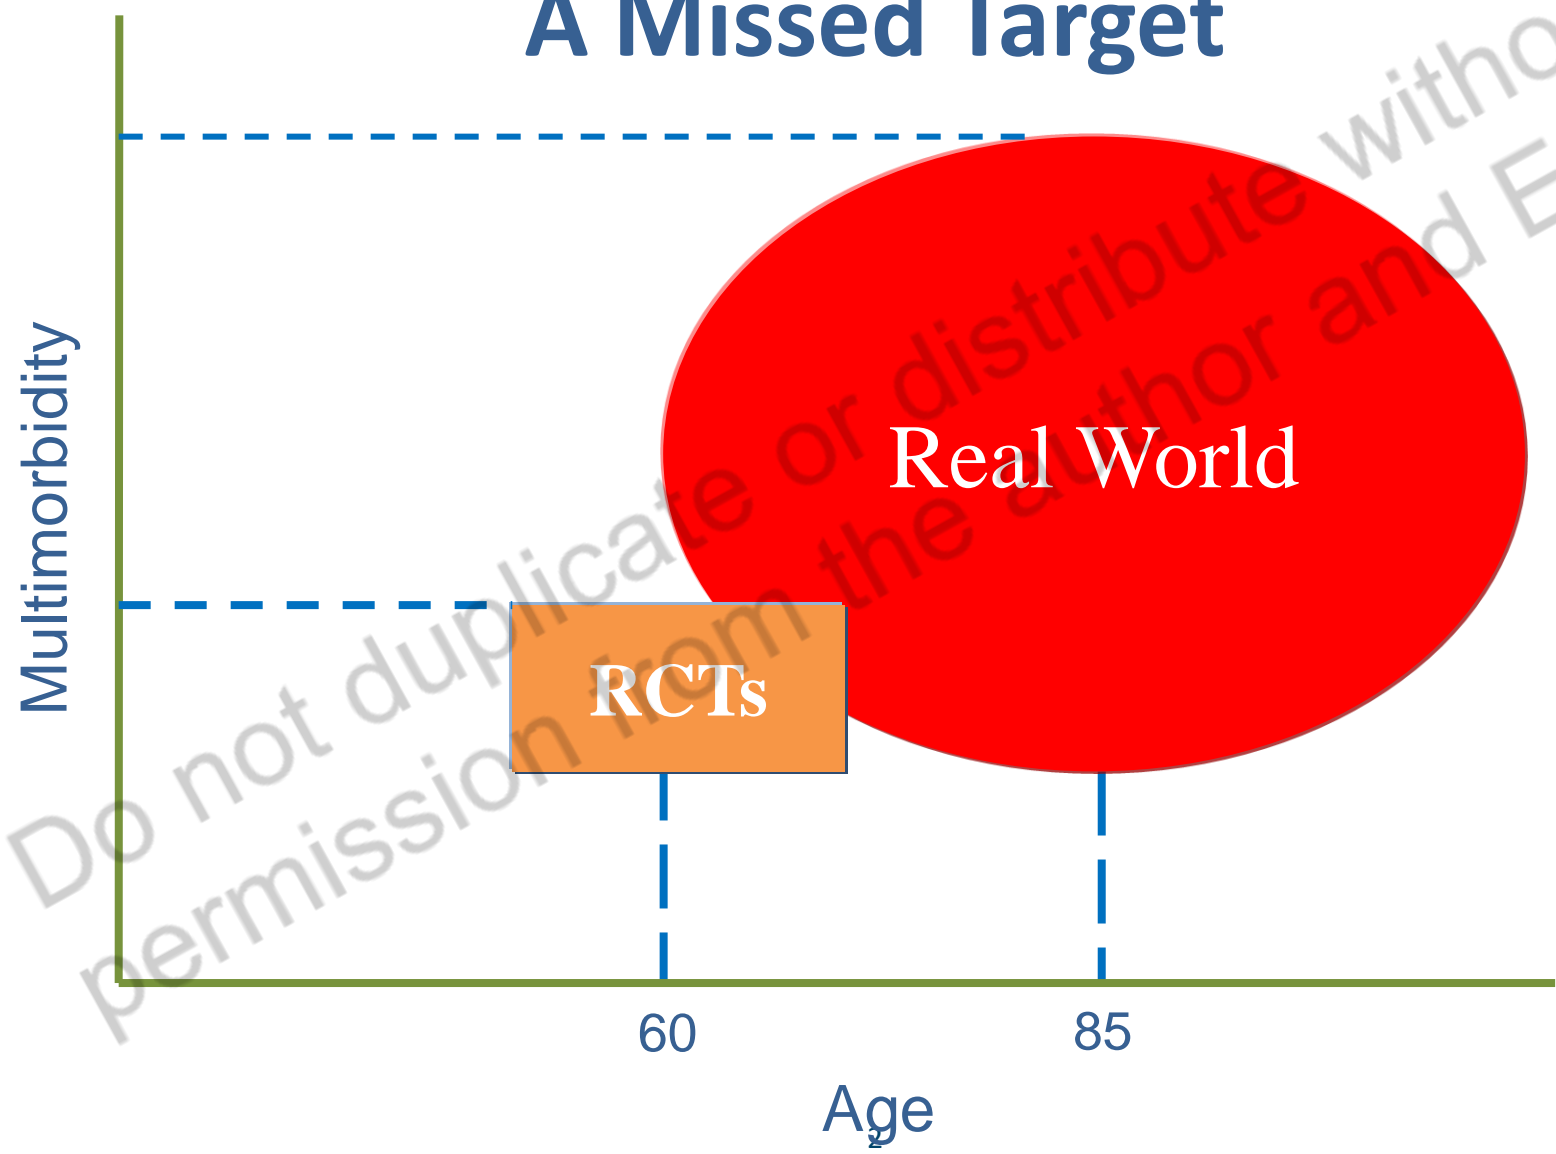 A Missed Target
Multimorbidity
Real World
RCTs
60
85
Age
2
Do not duplicate or distribute
permission from the author and